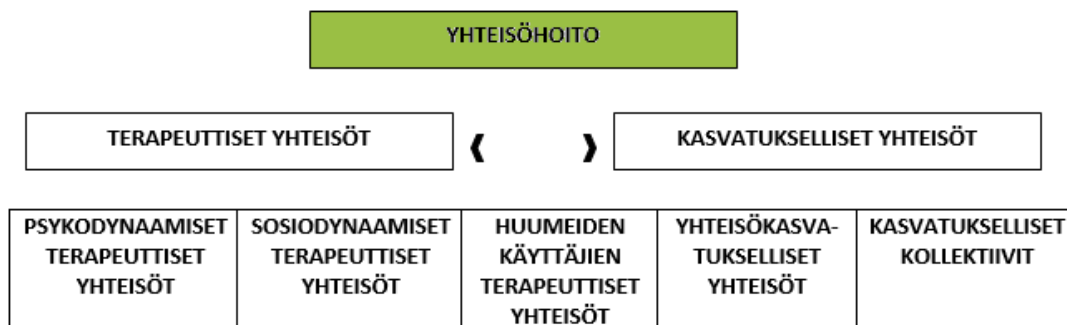 YHTEISÖHOITO
TERAPEUTTISET YHTEISÖT
KASVATUKSELLISET YHTEISÖT
PSYKODYNAAMISET
TERAPEUTTISET
YHTEISÖT
SOSIODYNAAMISET
TERAPEUTTISET
YHTEISÖT
HUUMEIDEN
KÄYTTÄJIEN
TERAPEUTTISET
YHTEISÖT
YHTEISÖKASVA-
TUKSELLISET
YHTEISÖT
KASVATUKSELLISET
KOLLEKTIIVIT